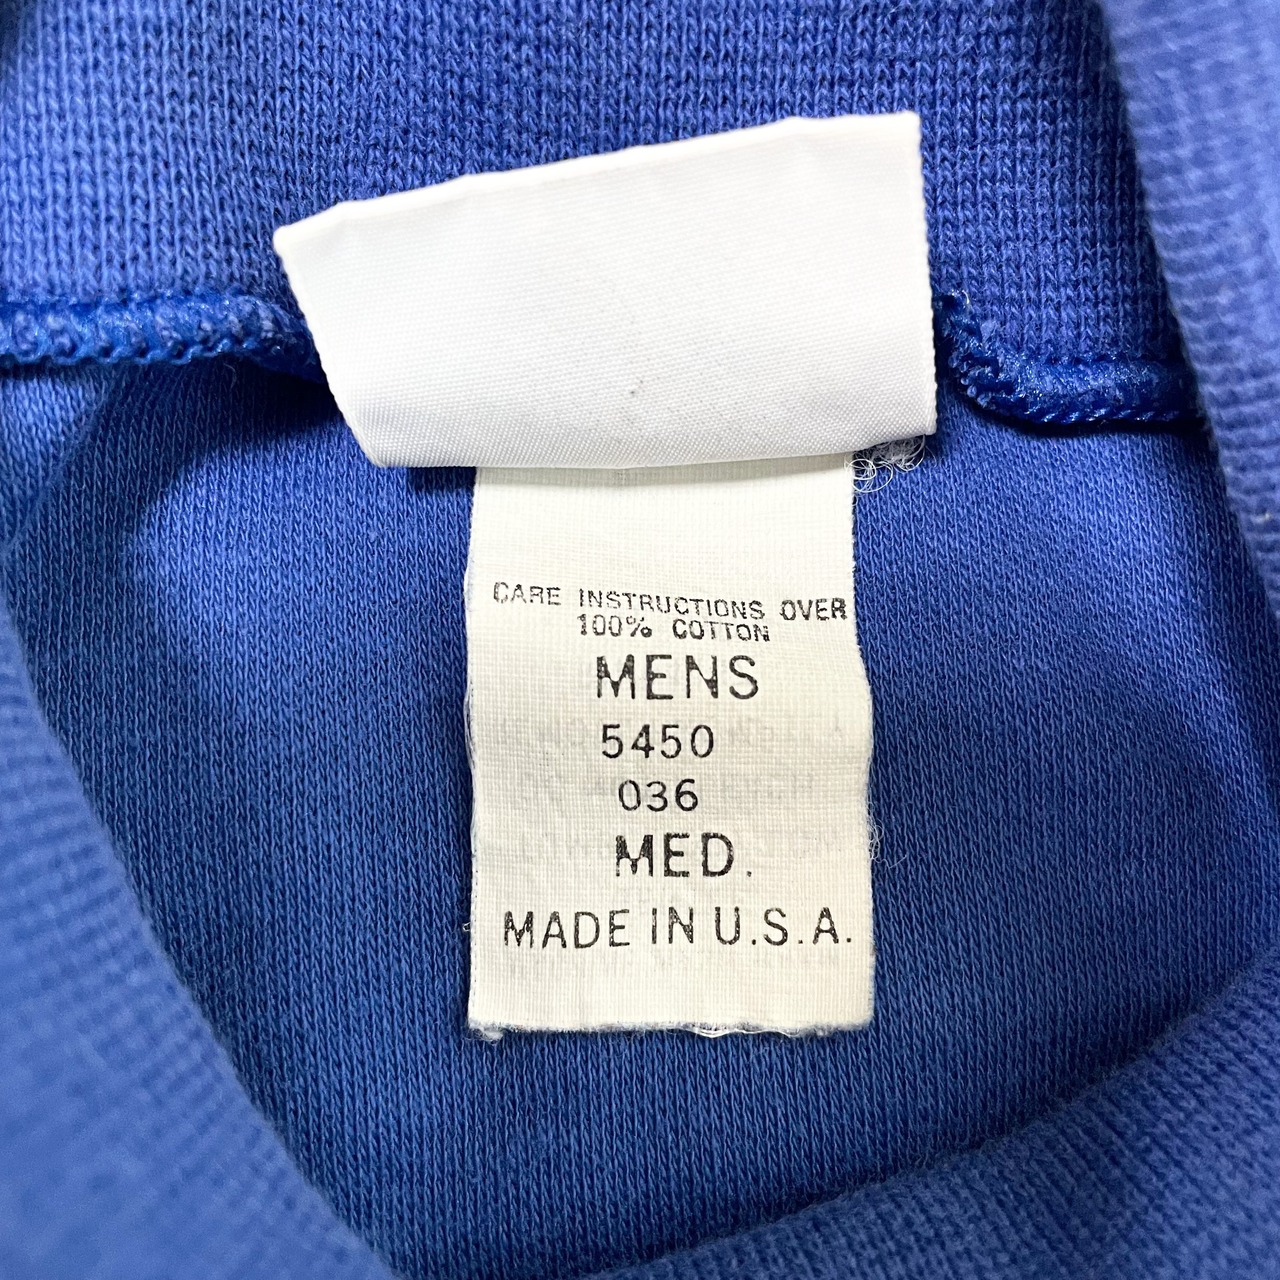 CARE INSTRUCTIONS OVER
100% COTTON
MENS
5450
036
MED.
MADE IN U.S.A.